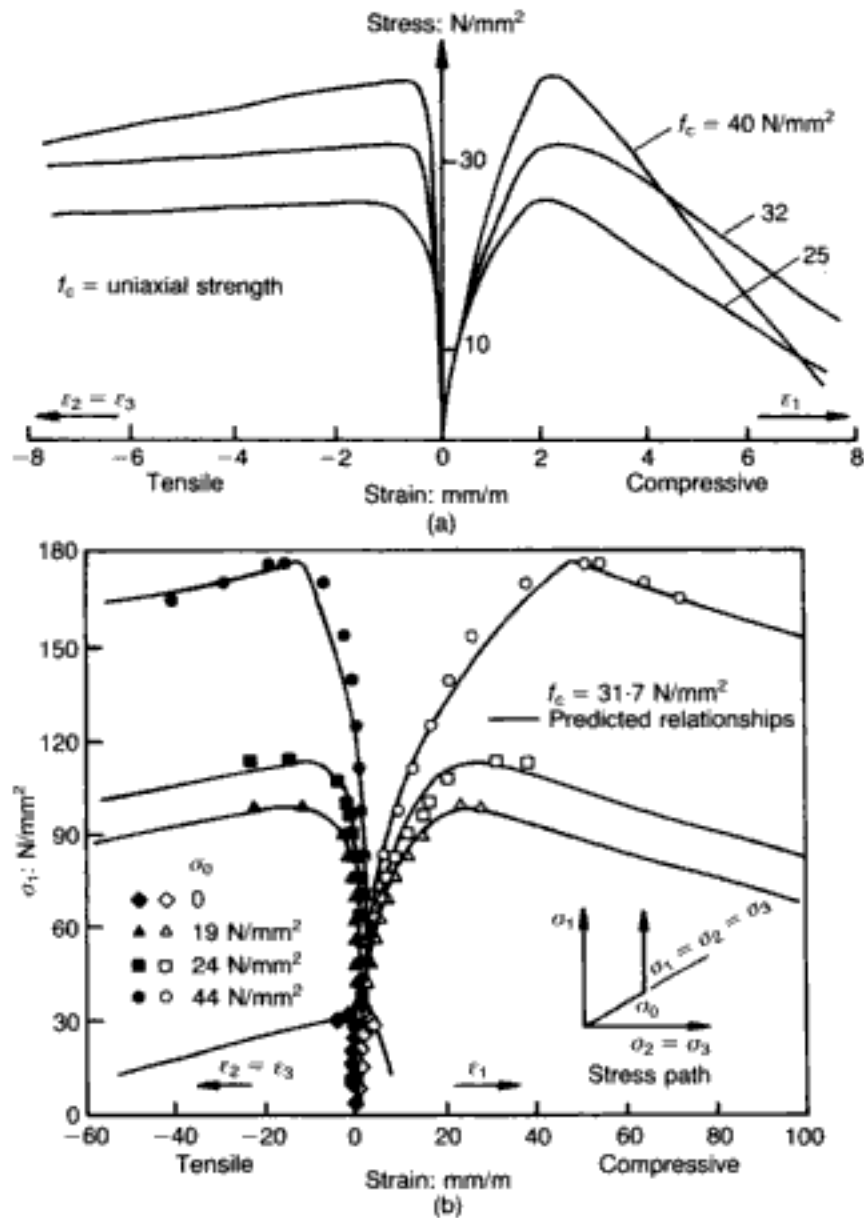 Stress: N/mm²
f_c = 40 N/mm²
30
32
25
f_c = uniaxial strength
10
ε₂ = ε₃
ε₁
−8 −6 −4 −2 0 2 4 6 8
Tensile Strain: mm/m Compressive
(a)
180
150
f_c = 31·7 N/mm²
Predicted relationships
120
σ₁: N/mm²
90
σ₀
0
60
19 N/mm²
24 N/mm²
44 N/mm²
σ₁
σ₁ = σ₂ = σ₃
σ₀
σ₂ = σ₃
30
ε₂ = ε₃
ε₁
Stress path
0
−60 −40 −20 0 20 40 60 80 100
Tensile Strain: mm/m Compressive
(b)